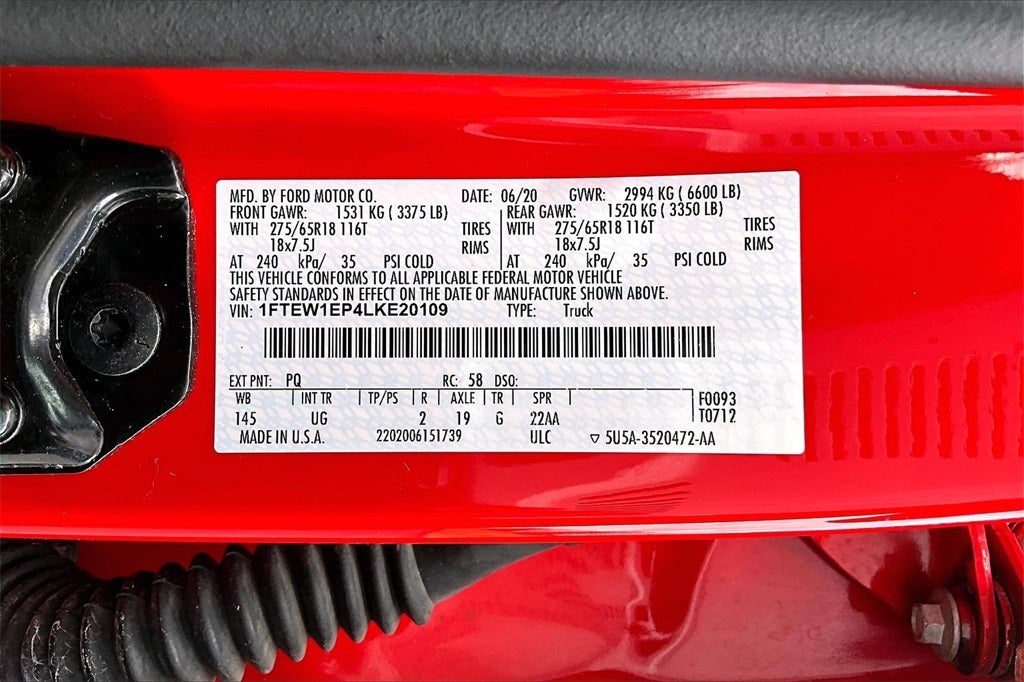 MFD. BY FORD MOTOR CO. DATE: 06/20 GVWR: 2994 KG ( 6600 LB)
FRONT GAWR: 1531 KG ( 3375 LB) REAR GAWR: 1520 KG ( 3350 LB)
WITH 275/65R18 116T TIRES WITH 275/65R18 116T TIRES
18x7.5J RIMS 18x7.5J RIMS
AT 240 kPa/ 35 PSI COLD AT 240 kPa/ 35 PSI COLD
THIS VEHICLE CONFORMS TO ALL APPLICABLE FEDERAL MOTOR VEHICLE
SAFETY STANDARDS IN EFFECT ON THE DATE OF MANUFACTURE SHOWN ABOVE.
VIN: 1FTEW1EP4LKE20109 TYPE: Truck
EXT PNT: PQ RC: 58 DSO:
WB INT TR TP/PS R AXLE TR SPR F0093
145 UG 2 19 G 22AA T0712
MADE IN U.S.A. 2202006151739 ULC ▽ 5U5A-3520472-AA